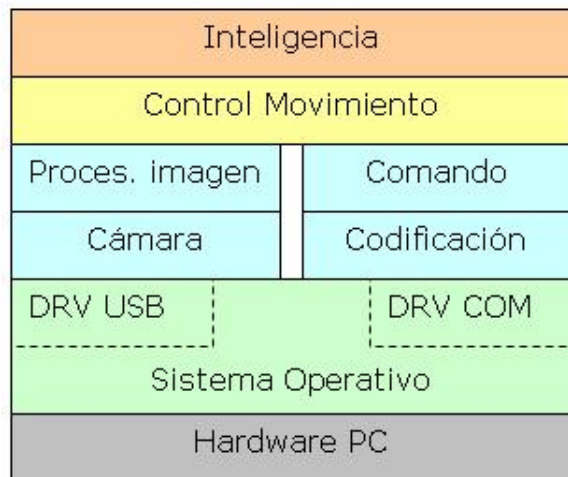 Inteligencia
Control Movimiento
Proces. imagen
Comando
Cámara
Codificación
DRV USB
DRV COM
Sistema Operativo
Hardware PC